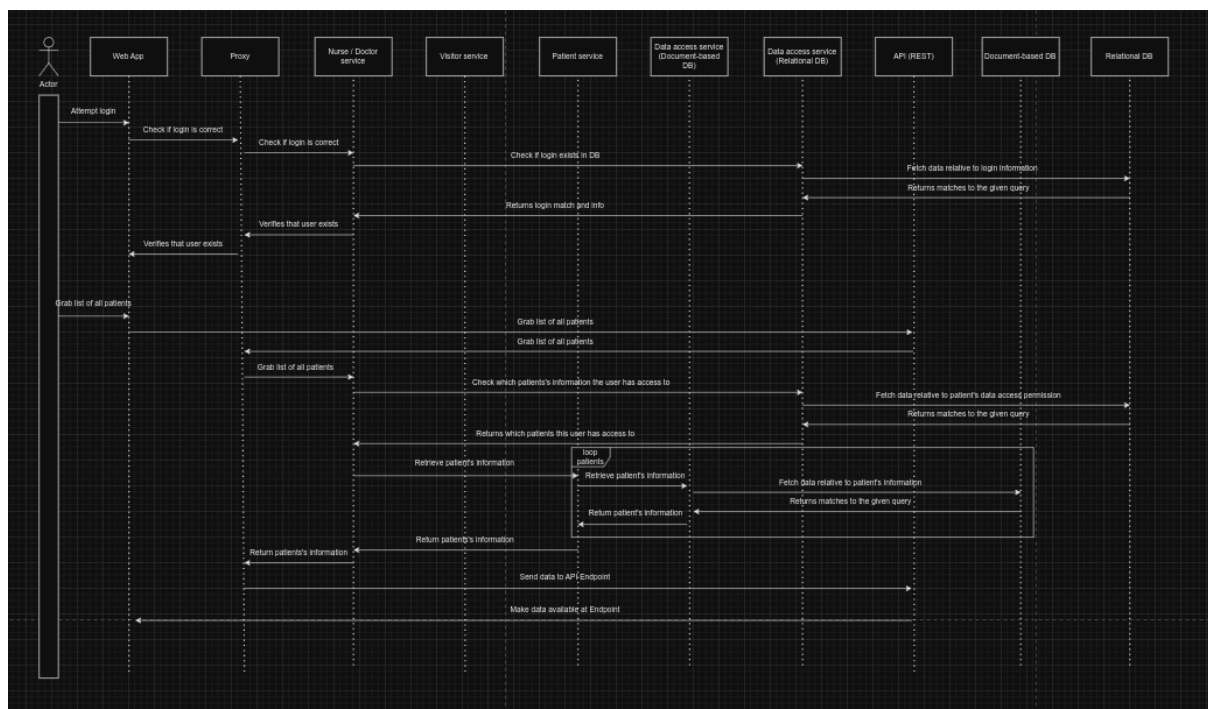 Actor
Web App
Proxy
Nurse / Doctor
service
Visitor service
Patient service
Data access service
(Document-based
DB)
Data access service
(Relational DB)
API (REST)
Document-based DB
Relational DB
Attempt login
Check if login is correct
Check if login is correct
Check if login exists in DB
Fetch data relative to login information
Returns matches to the given query
Returns login match and info
Verifies that user exists
Verifies that user exists
Grab list of all patients
Grab list of all patients
Grab list of all patients
Grab list of all patients
Check which patients's information the user has access to
Fetch data relative to patient's data access permission
Returns matches to the given query
Returns which patients this user has access to
loop
patients
Retrieve patient's information
Retrieve patient's information
Fetch data relative to patient's information
Returns matches to the given query
Return patient's information
Return patients's information
Return patients's information
Send data to API-Endpoint
Make data available at Endpoint